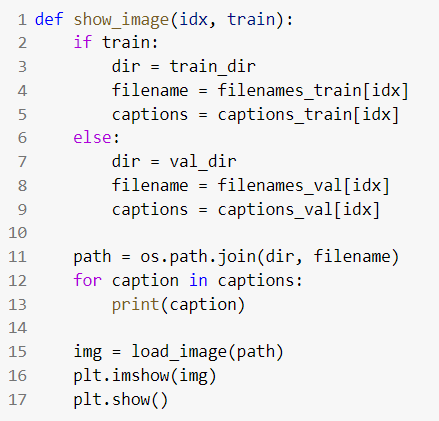 1 def show_image(idx, train):
2     if train:
3         dir = train_dir
4         filename = filenames_train[idx]
5         captions = captions_train[idx]
6     else:
7         dir = val_dir
8         filename = filenames_val[idx]
9         captions = captions_val[idx]
10
11     path = os.path.join(dir, filename)
12     for caption in captions:
13         print(caption)
14
15     img = load_image(path)
16     plt.imshow(img)
17     plt.show()